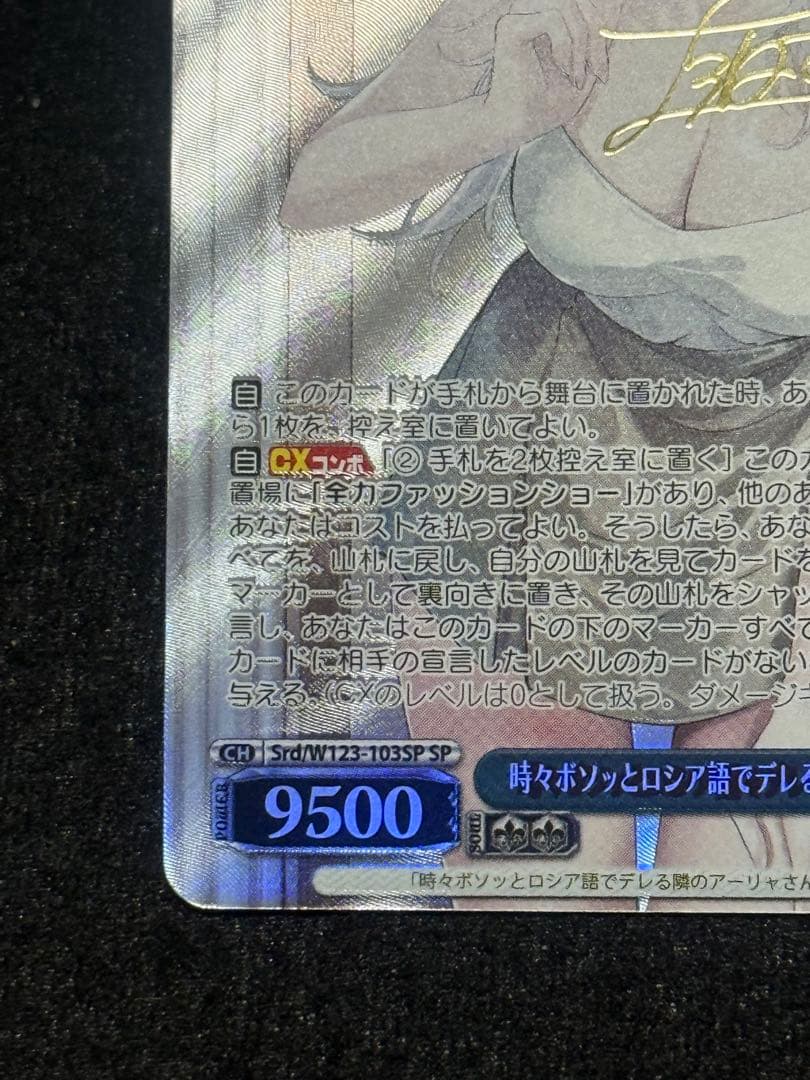 自 このカードが手札から舞台に置かれた時、あ
ら1枚を、控え室に置いてよい。
自 CXコンボ [② 手札を2枚控え室に置く] このカ
置場に「全力ファッションショー」があり、他のあ
あなたはコストを払ってよい。そうしたら、あな
べてを、山札に戻し、自分の山札を見てカードを
マーカーとして裏向きに置き、その山札をシャッ
言し、あなたはこのカードの下のマーカーすべて
カードに相手の宣言したレベルのカードがない
与える。(CXのレベルは0として扱う。ダメージキ
CH Srd/W123-103SP SP
POWER 9500
時々ボソッとロシア語でデレる
SOUL
「時々ボソッとロシア語でデレる隣のアーリャさん